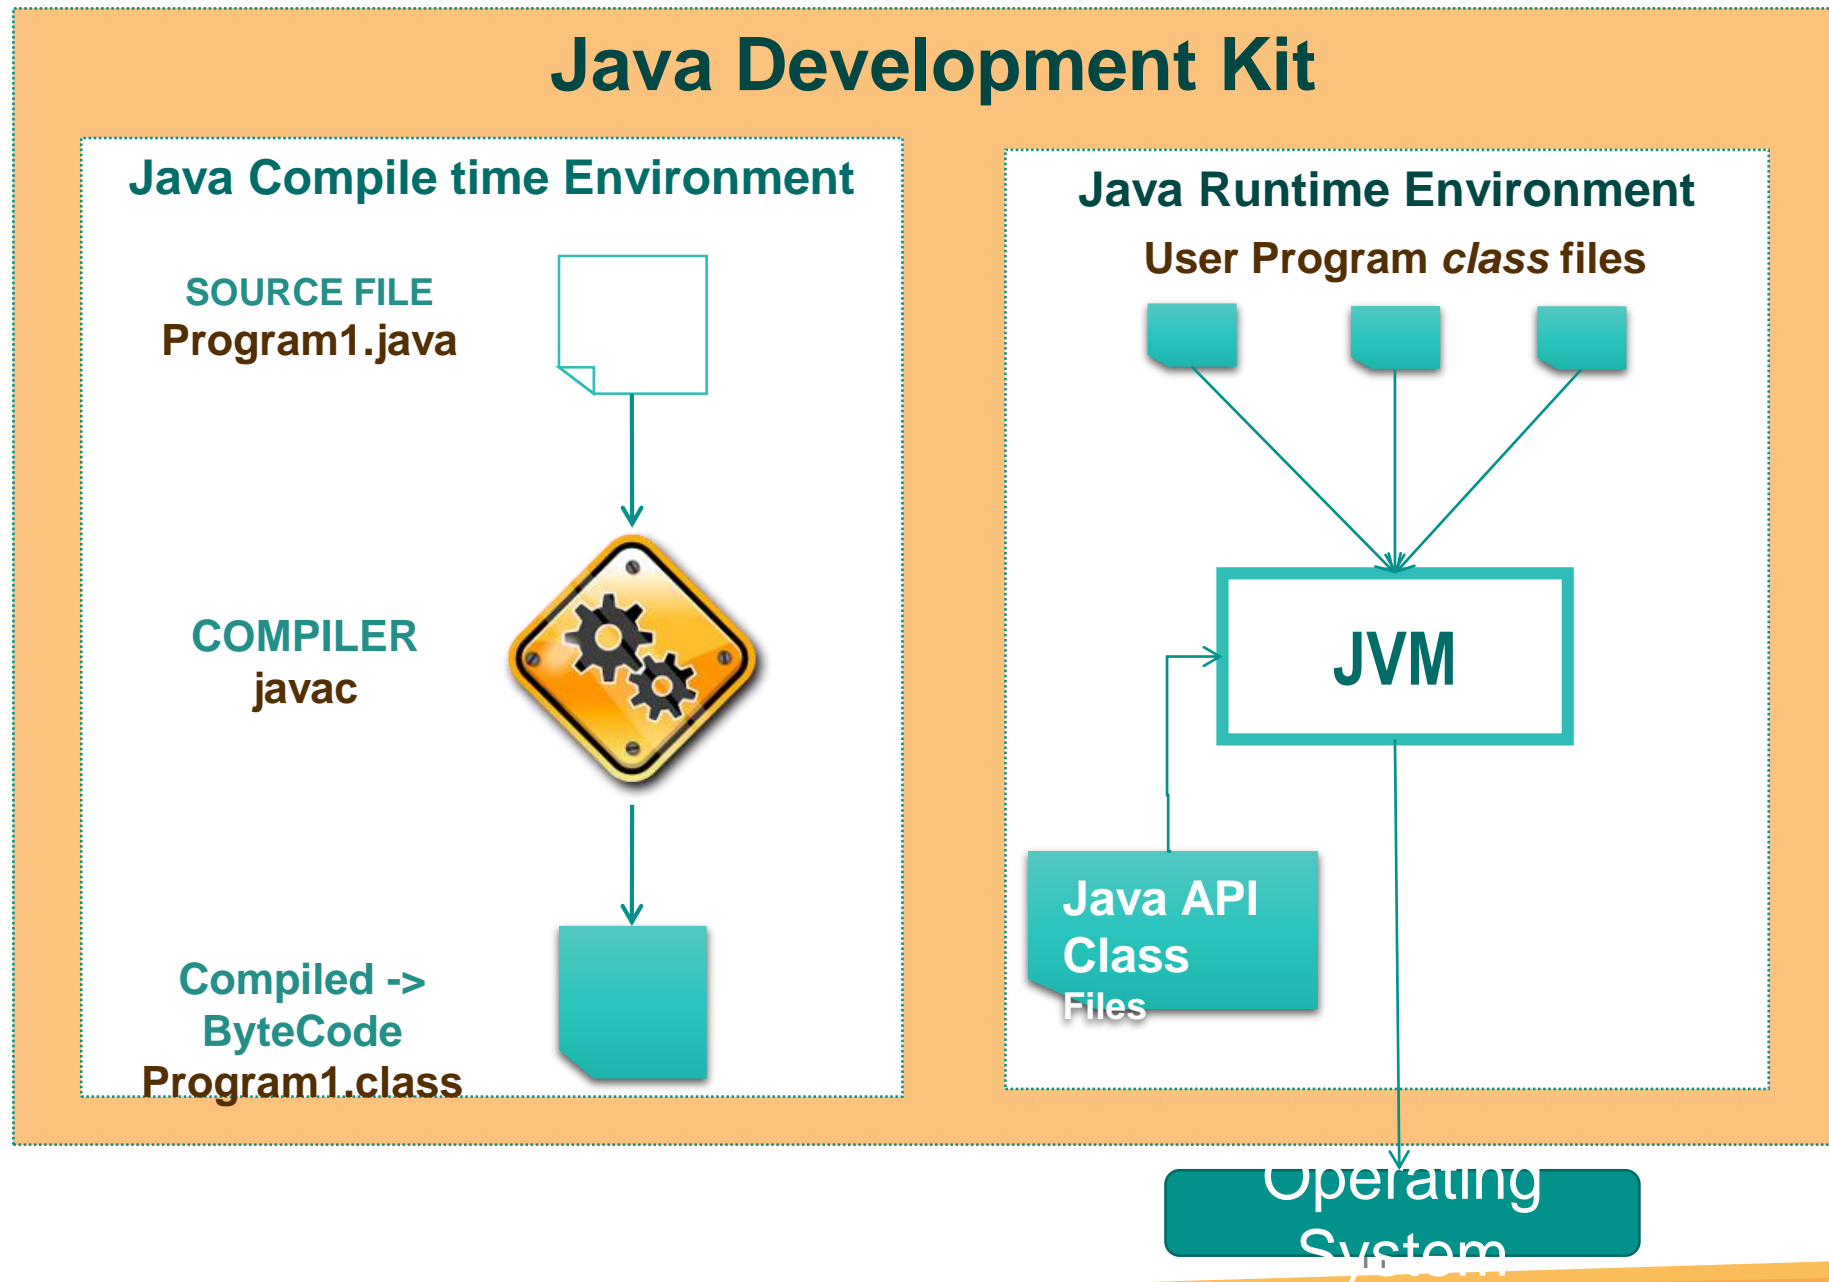 Java Development Kit
Java Compile time Environment
SOURCE FILE
Program1.java
COMPILER
javac
Compiled ->
ByteCode
Program1.class
Java Runtime Environment
User Program class files
JVM
Java API
Class
Files
Operating
System